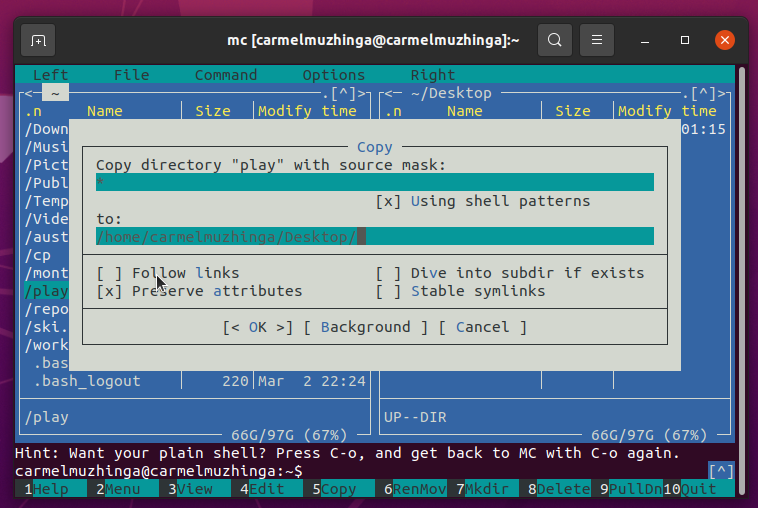 mc [carmelmuzhinga@carmelmuzhinga]:~
Left File Command Options Right
<─ ~ ─ .[^]> <─ ~/Desktop ─ .[^]>
.n Name Size Modify time .n Name Size Modify time
/Down 01:15
/Musi
/Pict
/Publ
/Temp
/Vide
/aust
/cp
/mont
/play
/repo
/ski.
/work
.bas
.bash_logout 220 Mar 2 22:24
Copy
Copy directory "play" with source mask:
*
[x] Using shell patterns
to:
/home/carmelmuzhinga/Desktop/
[ ] Follow links [ ] Dive into subdir if exists
[x] Preserve attributes [ ] Stable symlinks
[< OK >] [ Background ] [ Cancel ]
/play UP--DIR
66G/97G (67%) 66G/97G (67%)
Hint: Want your plain shell? Press C-o, and get back to MC with C-o again.
carmelmuzhinga@carmelmuzhinga:~$ [^]
1Help 2Menu 3View 4Edit 5Copy 6RenMov 7Mkdir 8Delete 9PullDn 10Quit